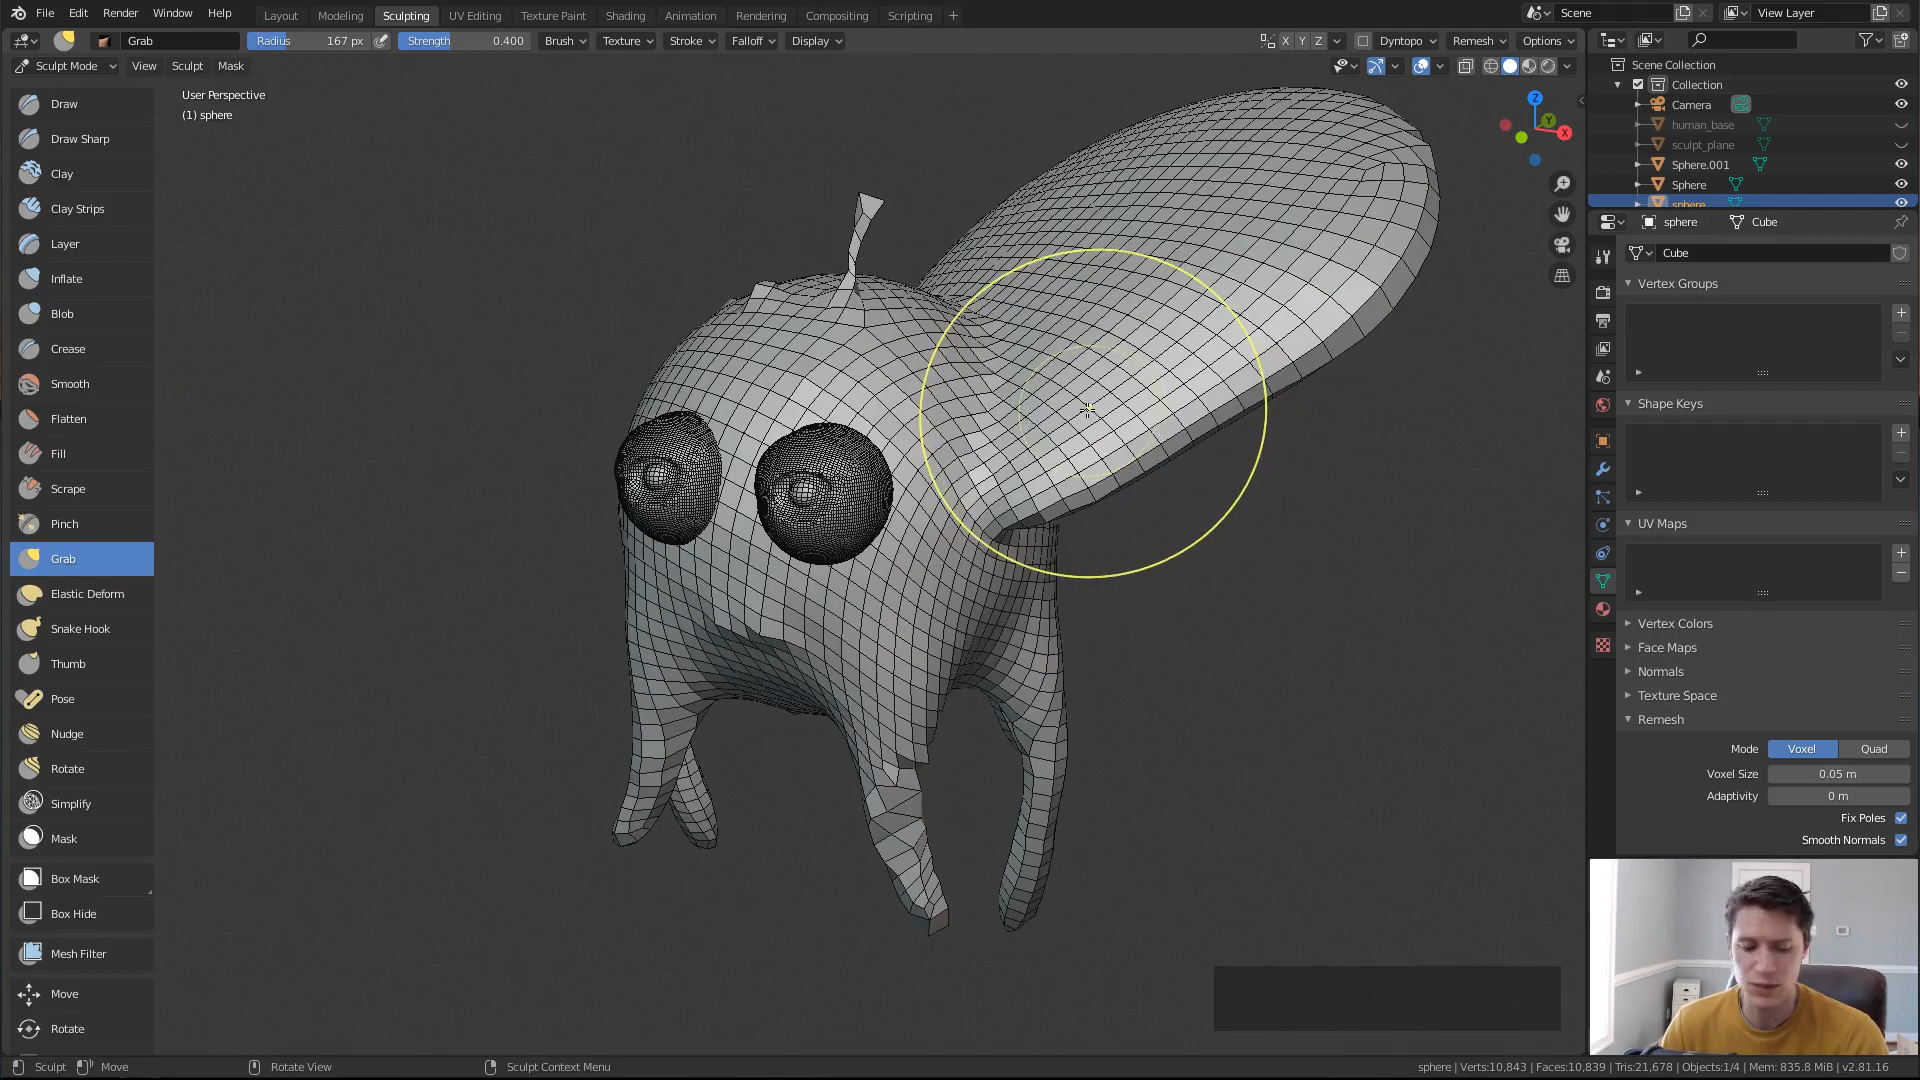 File Edit Render Window Help Layout Modeling Sculpting UV Editing Texture Paint Shading Animation Rendering Compositing Scripting + Scene View Layer
Grab Radius 167 px Strength 0.400 Brush Texture Stroke Falloff Display X Y Z Dyntopo Remesh Options
Sculpt Mode View Sculpt Mask
User Perspective
(1) sphere
Draw
Draw Sharp
Clay
Clay Strips
Layer
Inflate
Blob
Crease
Smooth
Flatten
Fill
Scrape
Pinch
Grab
Elastic Deform
Snake Hook
Thumb
Pose
Nudge
Rotate
Simplify
Mask
Box Mask
Box Hide
Mesh Filter
Move
Rotate
Z
Y
X
Scene Collection
Collection
Camera
human_base
sculpt_plane
Sphere.001
Sphere
sphere
sphere Cube
Cube
Vertex Groups
Shape Keys
UV Maps
Vertex Colors
Face Maps
Normals
Texture Space
Remesh
Mode Voxel Quad
Voxel Size 0.05 m
Adaptivity 0 m
Fix Poles
Smooth Normals
Sculpt Move Rotate View Sculpt Context Menu sphere | Verts:10,843 | Faces:10,839 | Tris:21,678 | Objects:1/4 | Mem: 835.8 MiB | v2.81.16